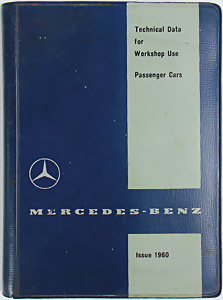 Technical Data
for
Workshop Use
Passenger Cars
MERCEDES-BENZ
Issue 1960